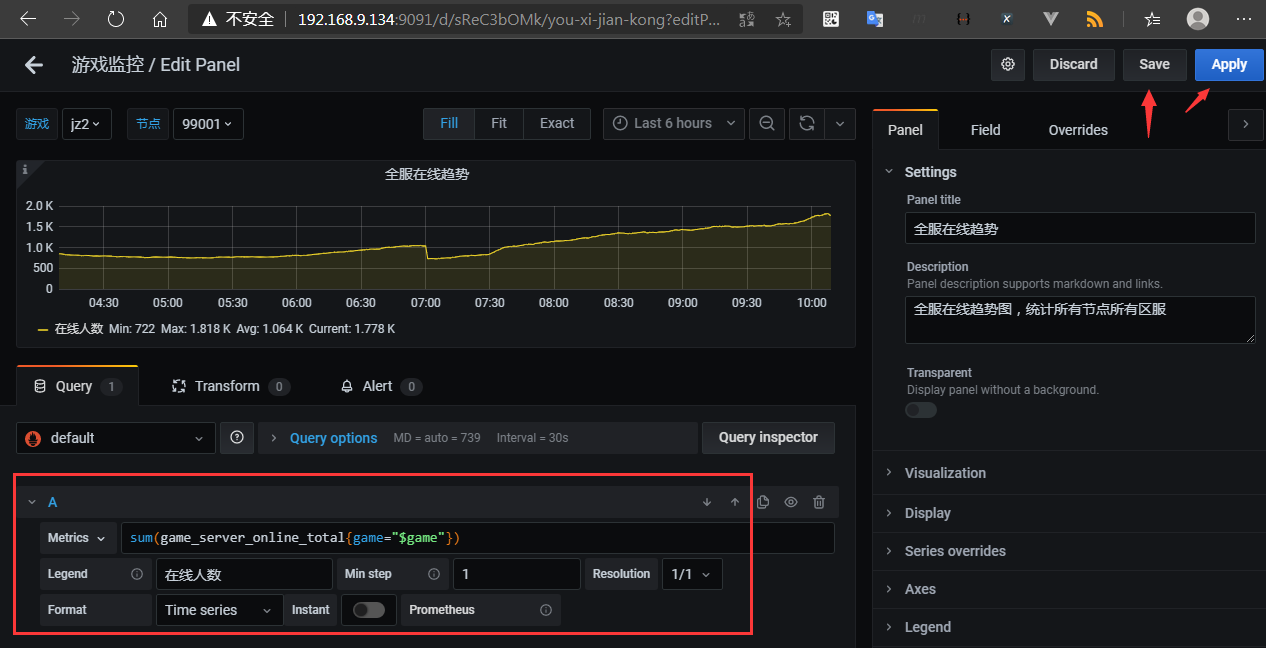 不安全 192.168.9.134:9091/d/sReC3bOMk/you-xi-jian-kong?editP...
游戏监控 / Edit Panel Discard Save Apply
游戏 jz2 节点 99001 Fill Fit Exact Last 6 hours
Panel Field Overrides
全服在线趋势
2.0 K
1.5 K
1.0 K
500
0
04:30 05:00 05:30 06:00 06:30 07:00 07:30 08:00 08:30 09:00 09:30 10:00
在线人数 Min: 722 Max: 1.818 K Avg: 1.064 K Current: 1.778 K
Query 1 Transform 0 Alert 0
default Query options MD = auto = 739 Interval = 30s Query inspector
A
Metrics sum(game_server_online_total{game="$game"})
Legend 在线人数 Min step 1 Resolution 1/1
Format Time series Instant Prometheus
Settings
Panel title
全服在线趋势
Description
Panel description supports markdown and links.
全服在线趋势图，统计所有节点所有区服
Transparent
Display panel without a background.
Visualization
Display
Series overrides
Axes
Legend